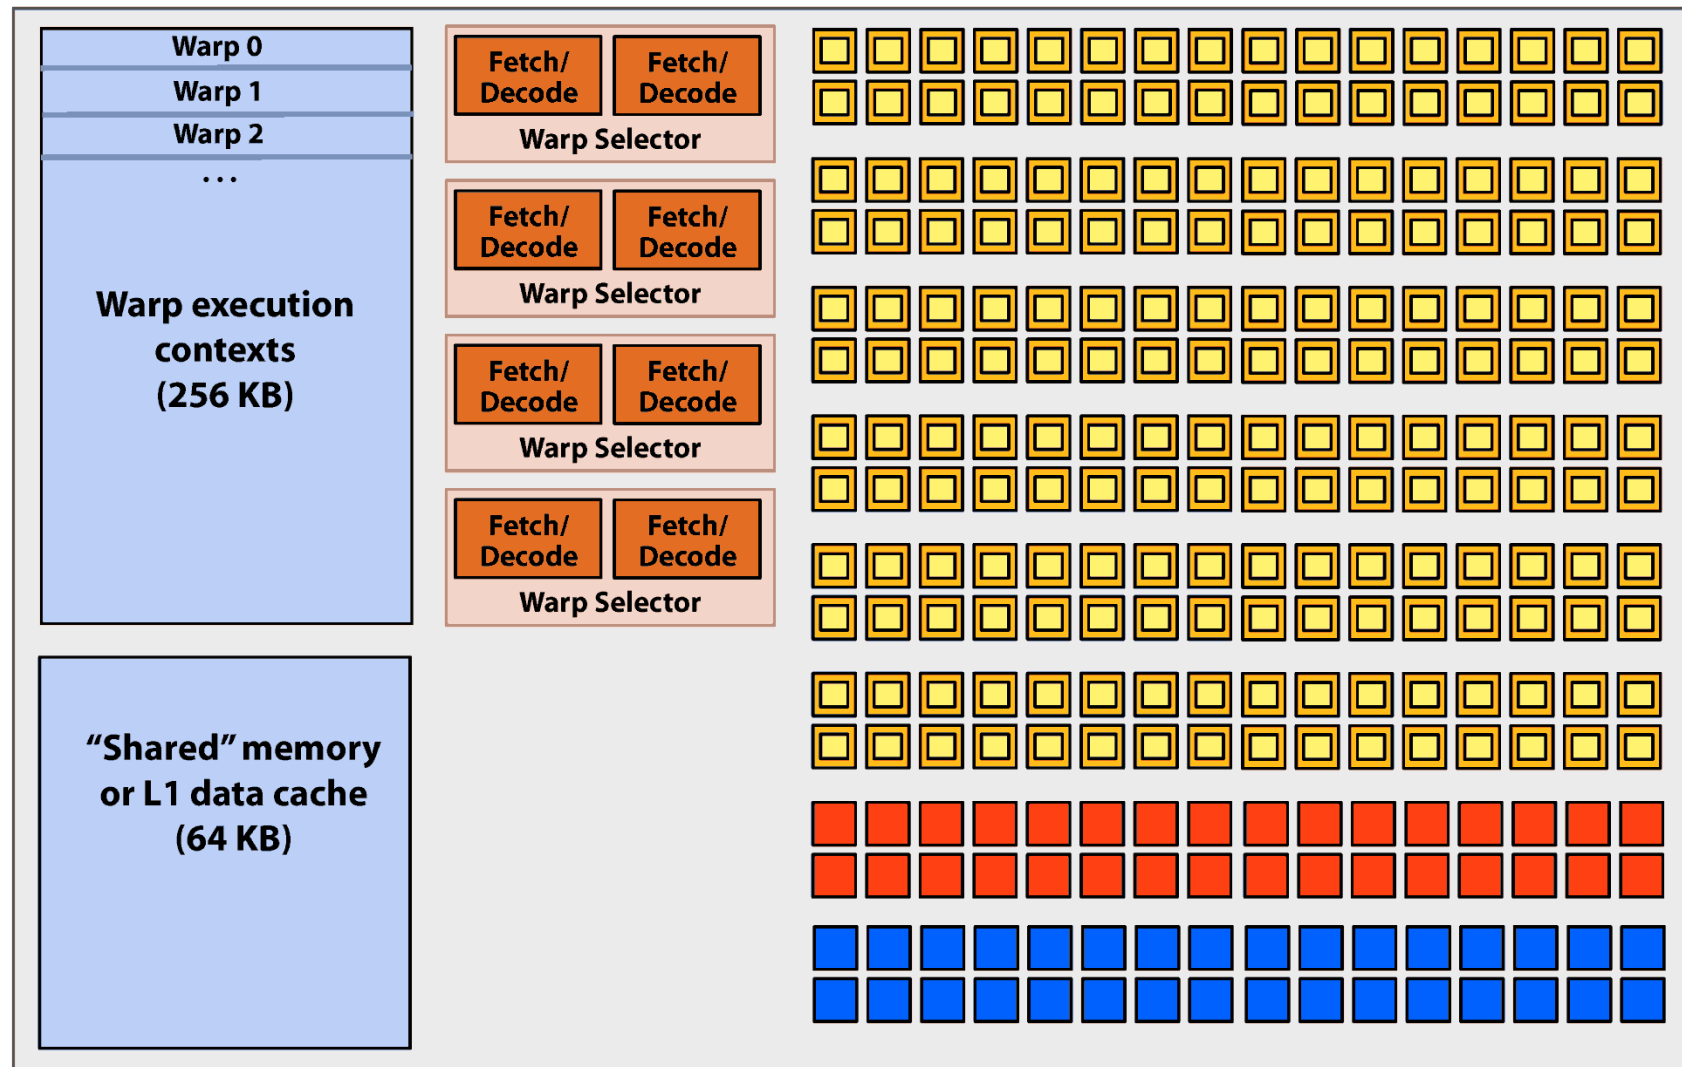 Warp 0
Warp 1
Warp 2
...
Warp execution
contexts
(256 KB)
“Shared” memory
or L1 data cache
(64 KB)
Fetch/
Decode
Fetch/
Decode
Warp Selector
Fetch/
Decode
Fetch/
Decode
Warp Selector
Fetch/
Decode
Fetch/
Decode
Warp Selector
Fetch/
Decode
Fetch/
Decode
Warp Selector